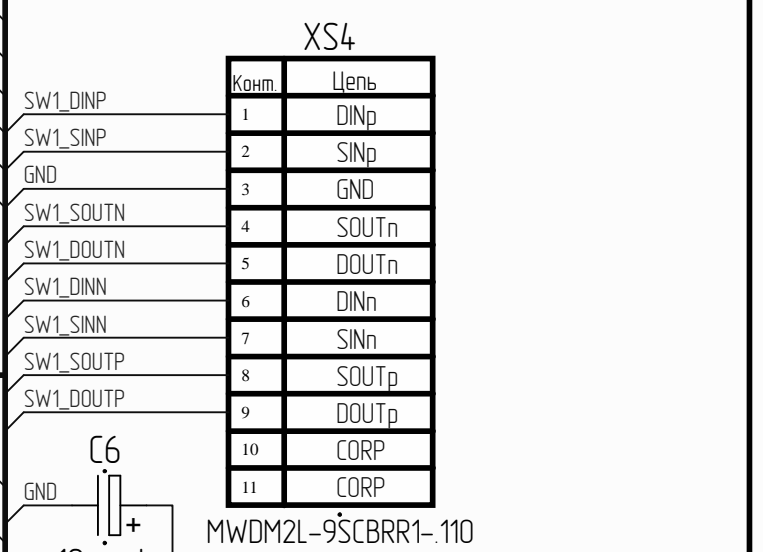 XS4
Конт. Цепь
SW1_DINP 1 DINp
SW1_SINP 2 SINp
GND 3 GND
SW1_SOUTN 4 SOUTn
SW1_DOUTN 5 DOUTn
SW1_DINN 6 DINn
SW1_SINN 7 SINn
SW1_SOUTP 8 SOUTp
SW1_DOUTP 9 DOUTp
10 CORP
11 CORP
C6
GND
+
MWDM2L-9SCBRR1-.110